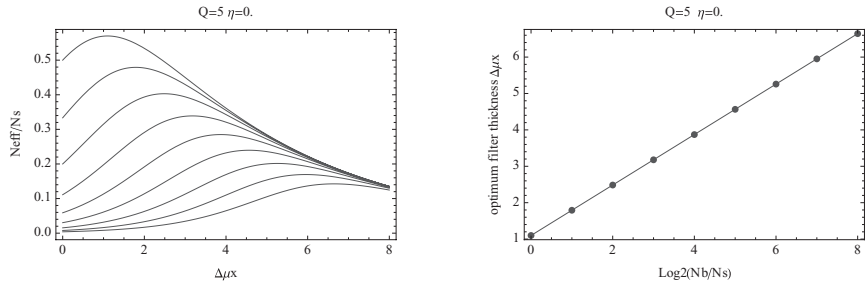 Q=5 η=0.
Neff/Ns
0.5
0.4
0.3
0.2
0.1
0.0
0 2 4 6 8
Δμx
Q=5 η=0.
optimum filter thickness Δμx
6
5
4
3
2
1
0 2 4 6 8
Log2(Nb/Ns)